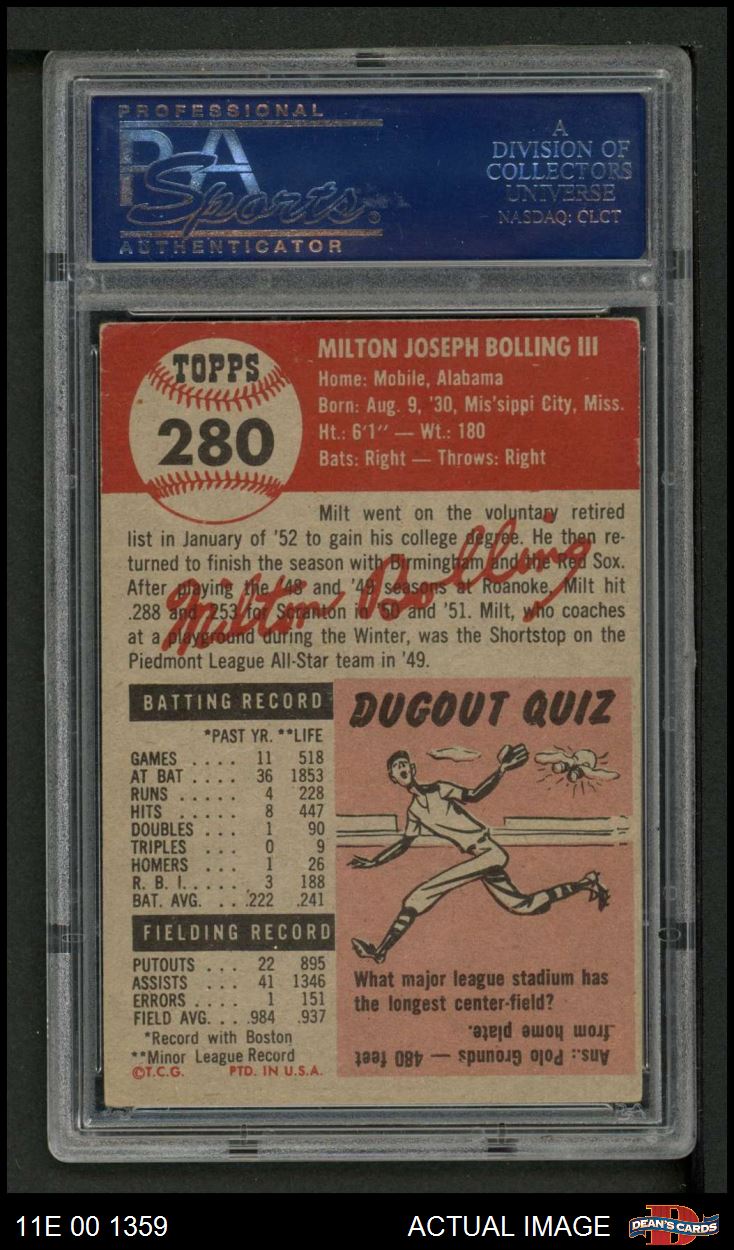 PROFESSIONAL
PSA
Sports®
AUTHENTICATOR
A
DIVISION OF
COLLECTORS
UNIVERSE
NASDAQ: CLCT
TOPPS
280
MILTON JOSEPH BOLLING III
Home: Mobile, Alabama
Born: Aug. 9, '30, Mis'sippi City, Miss.
Ht.: 6'1" — Wt.: 180
Bats: Right — Throws: Right
Milt went on the voluntary retired
list in January of '52 to gain his college degree. He then re-
turned to finish the season with Birmingham and the Red Sox.
After playing the '48 and '49 seasons at Roanoke, Milt hit
.288 and .253 for Scranton in '50 and '51. Milt, who coaches
at a playground during the Winter, was the Shortstop on the
Piedmont League All-Star team in '49.
Milton Bolling
BATTING RECORD
*PAST YR. **LIFE
GAMES .... 11 518
AT BAT .... 36 1853
RUNS ..... 4 228
HITS ..... 8 447
DOUBLES ... 1 90
TRIPLES ... 0 9
HOMERS ... 1 26
R. B. I. .... 3 188
BAT. AVG. ... .222 .241
FIELDING RECORD
PUTOUTS ... 22 895
ASSISTS ... 41 1346
ERRORS .... 1 151
FIELD AVG. ... .984 .937
*Record with Boston
**Minor League Record
©T.C.G. PTD. IN U.S.A.
DUGOUT QUIZ
What major league stadium has
the longest center-field?
Ans.: Polo Grounds — 480 feet
from home plate.
11E 00 1359
ACTUAL IMAGE
D
DEAN'S CARDS